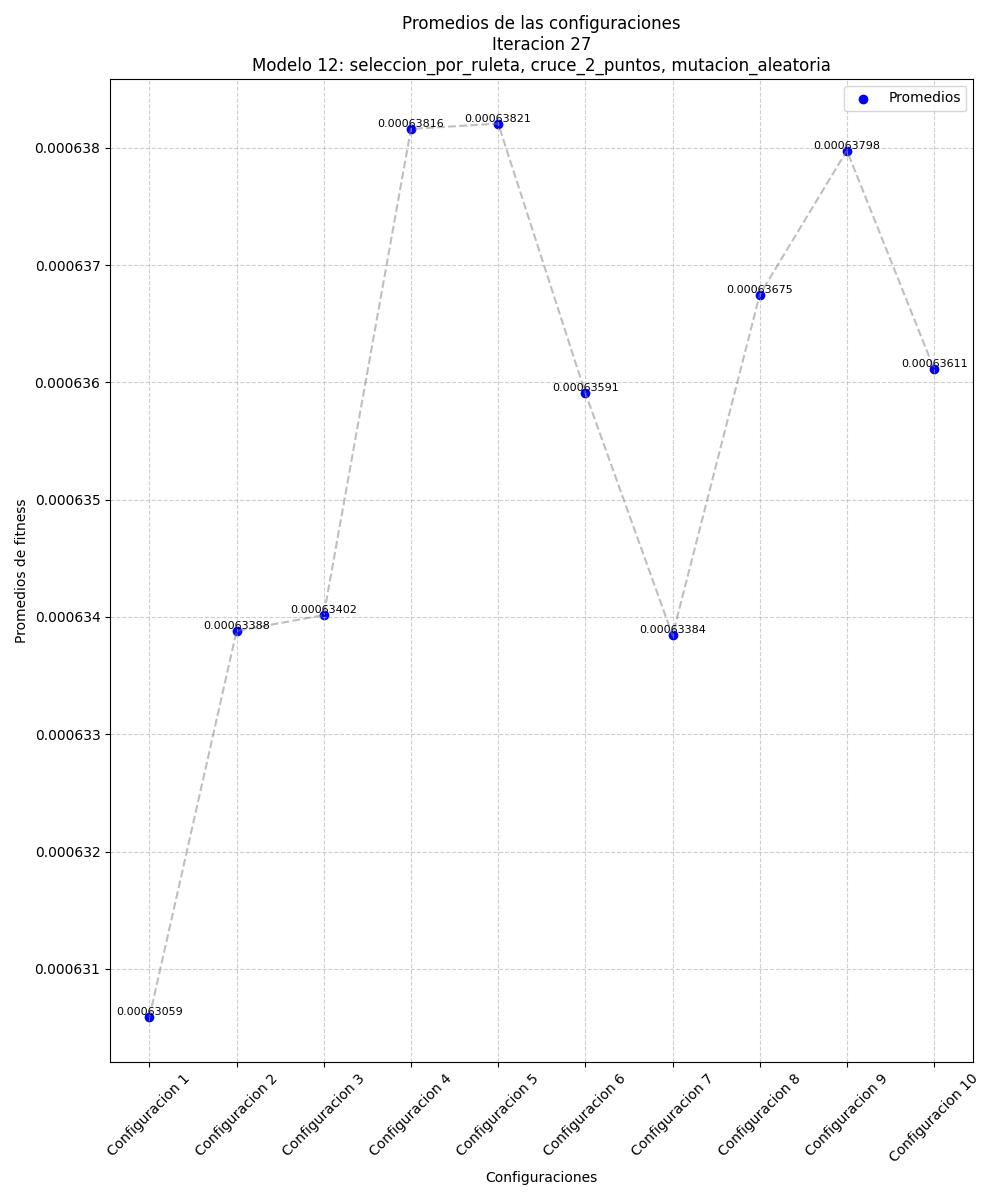 Promedios de las configuraciones
Iteracion 27
Modelo 12: seleccion_por_ruleta, cruce_2_puntos, mutacion_aleatoria
Promedios
0.00063816
0.00063821
0.00063798
0.00063675
0.00063611
0.00063591
0.00063402
0.00063388
0.00063384
0.00063059
0.000638
0.000637
0.000636
0.000635
0.000634
0.000633
0.000632
0.000631
Promedios de fitness
Configuracion 1
Configuracion 2
Configuracion 3
Configuracion 4
Configuracion 5
Configuracion 6
Configuracion 7
Configuracion 8
Configuracion 9
Configuracion 10
Configuraciones